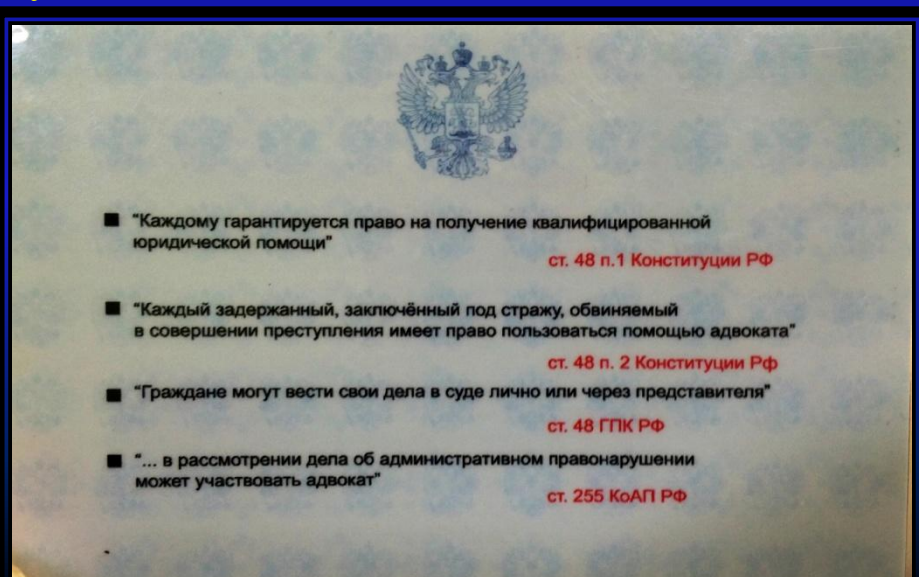 "Каждому гарантируется право на получение квалифицированной
юридической помощи"
ст. 48 п.1 Конституции РФ
"Каждый задержанный, заключённый под стражу, обвиняемый
в совершении преступления имеет право пользоваться помощью адвоката"
ст. 48 п. 2 Конституции Рф
"Граждане могут вести свои дела в суде лично или через представителя"
ст. 48 ГПК РФ
"... в рассмотрении дела об административном правонарушении
может участвовать адвокат"
ст. 255 КоАП РФ